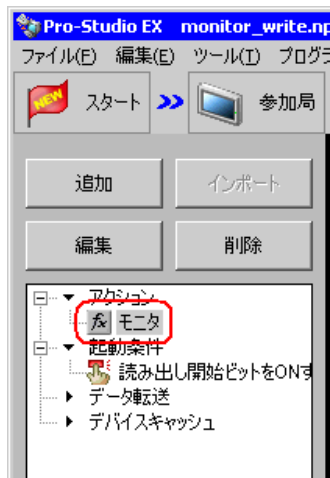 Pro-Studio EX monitor_write.np
ファイル(F) 編集(E) ツール(T) プログラ
NEW スタート >> 参加局
追加 インポート
編集 削除
アクション
fx モニタ
起動条件
読み出し開始ビットをONす
データ転送
デバイスキャッシュ